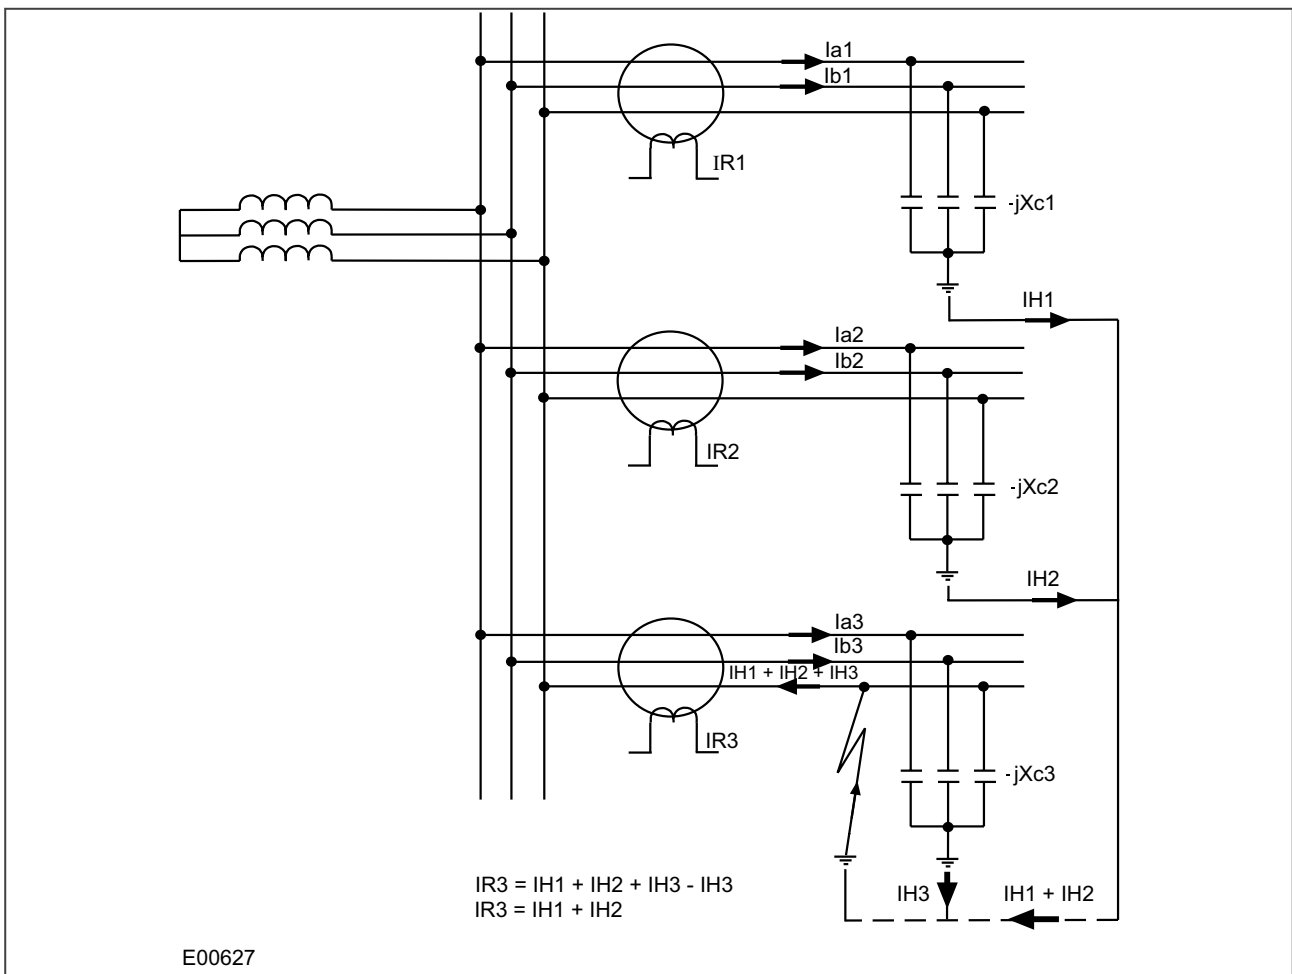 Ia1
Ib1
IR1
-jXc1
IH1
Ia2
Ib2
IR2
-jXc2
IH2
Ia3
Ib3
IH1 + IH2 + IH3
IR3
-jXc3
IR3 = IH1 + IH2 + IH3 - IH3
IR3 = IH1 + IH2
IH3
IH1 + IH2
E00627